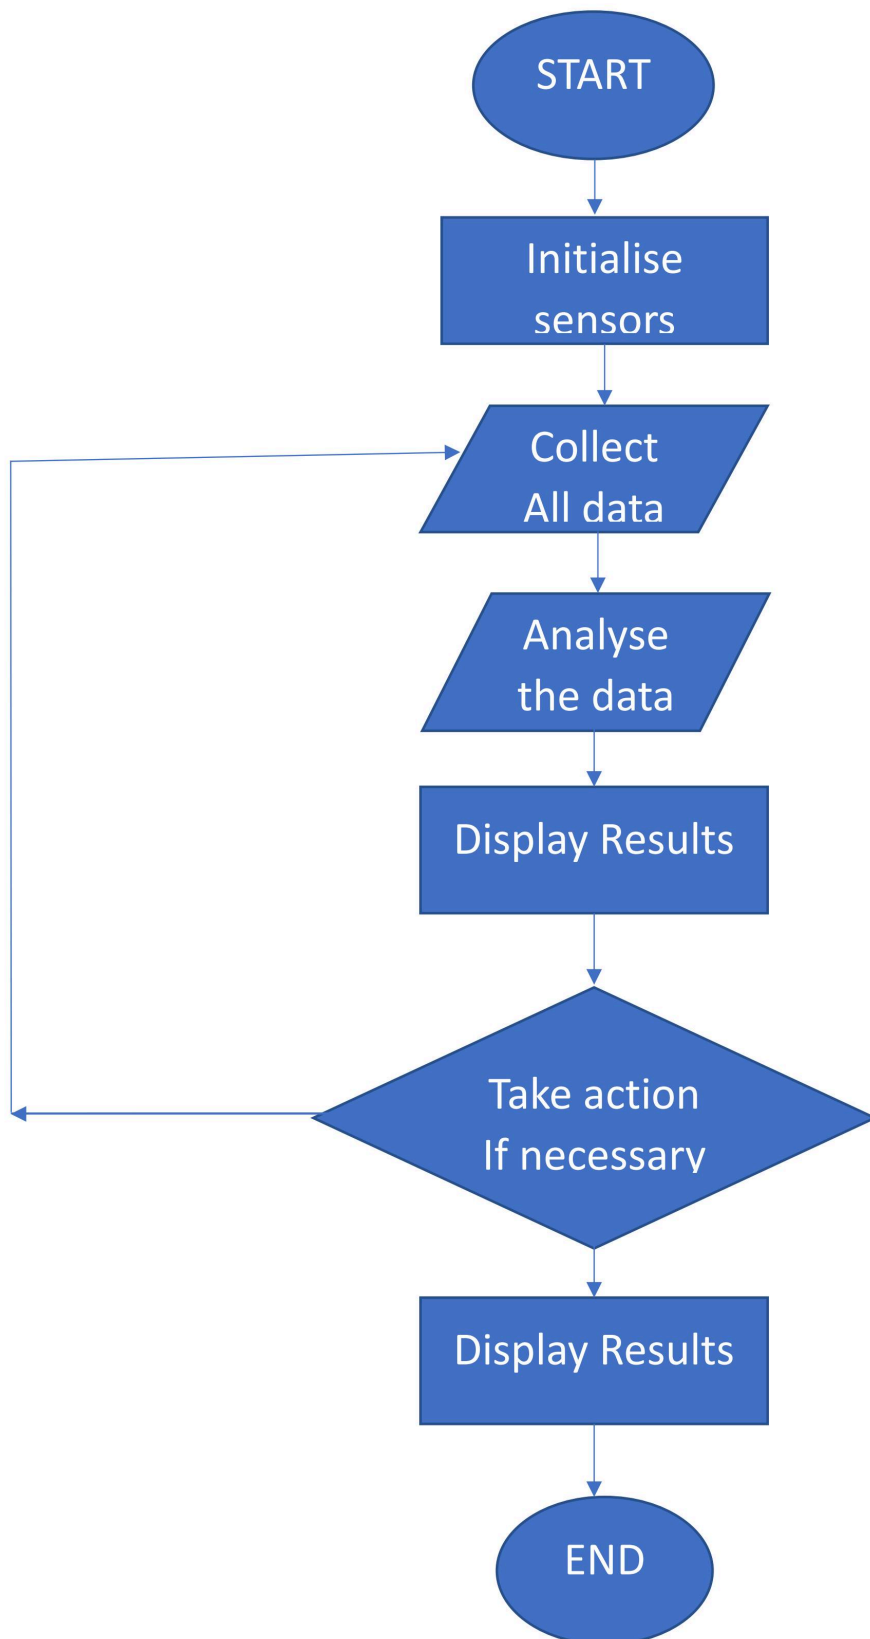 START
Initialise
sensors
Collect
All data
Analyse
the data
Display Results
Take action
If necessary
Display Results
END